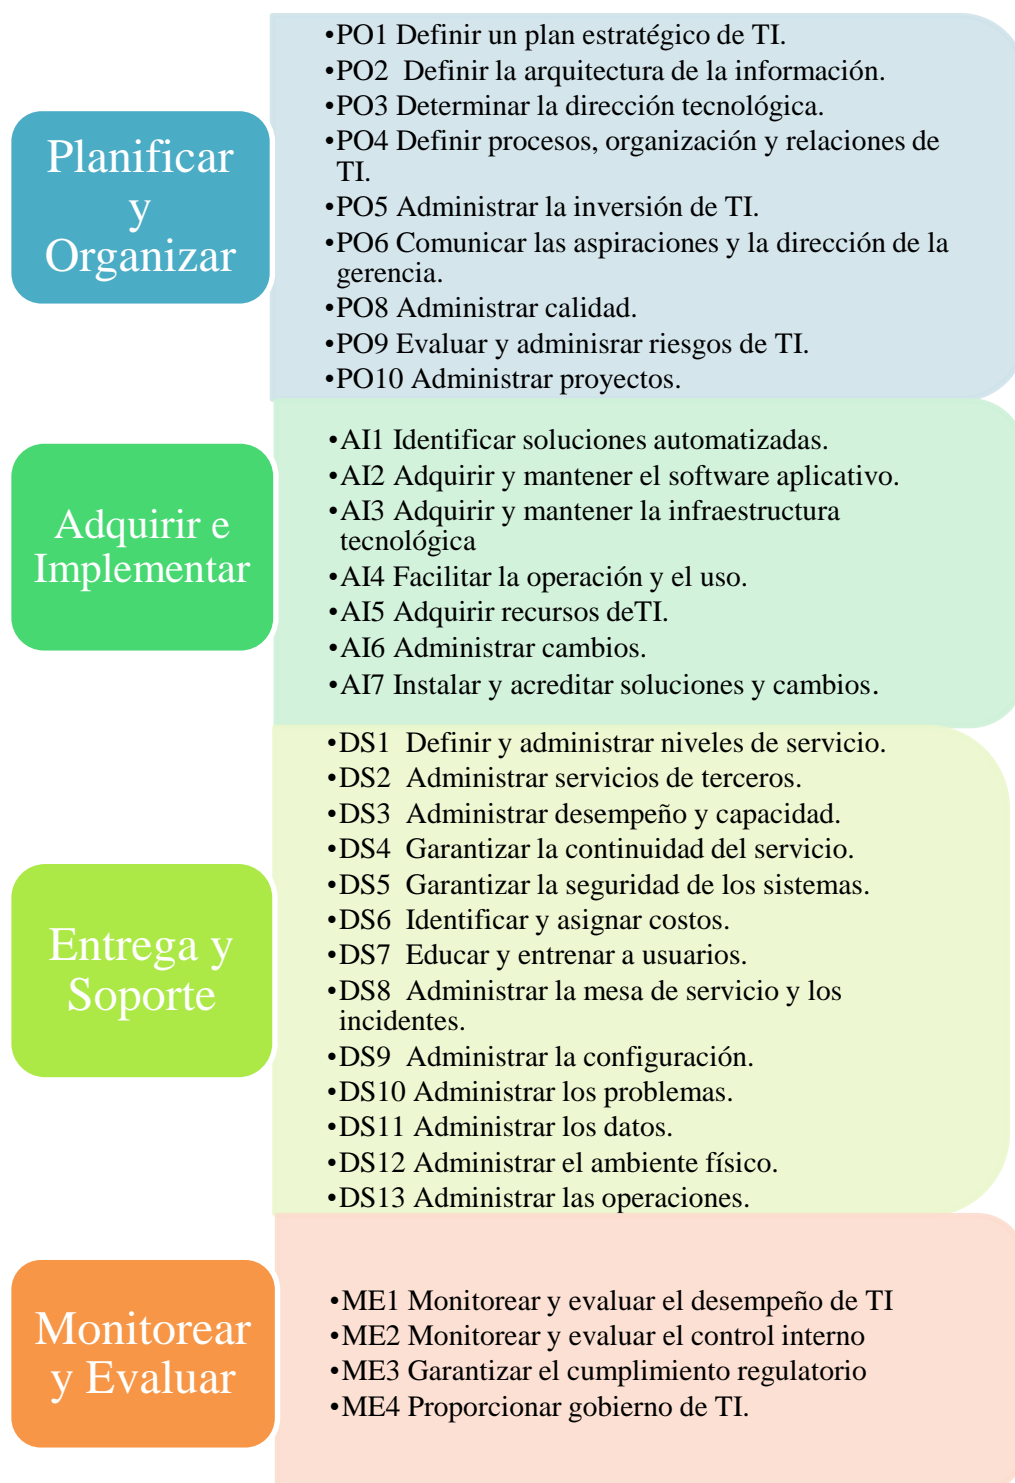 Planificar
y
Organizar
•PO1 Definir un plan estratégico de TI.
•PO2  Definir la arquitectura de la información.
•PO3 Determinar la dirección tecnológica.
•PO4 Definir procesos, organización y relaciones de
TI.
•PO5 Administrar la inversión de TI.
•PO6 Comunicar las aspiraciones y la dirección de la
gerencia.
•PO8 Administrar calidad.
•PO9 Evaluar y adminisrar riesgos de TI.
•PO10 Administrar proyectos.
Adquirir e
Implementar
•AI1 Identificar soluciones automatizadas.
•AI2 Adquirir y mantener el software aplicativo.
•AI3 Adquirir y mantener la infraestructura
tecnológica
•AI4 Facilitar la operación y el uso.
•AI5 Adquirir recursos deTI.
•AI6 Administrar cambios.
•AI7 Instalar y acreditar soluciones y cambios.
Entrega y
Soporte
•DS1  Definir y administrar niveles de servicio.
•DS2  Administrar servicios de terceros.
•DS3  Administrar desempeño y capacidad.
•DS4  Garantizar la continuidad del servicio.
•DS5  Garantizar la seguridad de los sistemas.
•DS6  Identificar y asignar costos.
•DS7  Educar y entrenar a usuarios.
•DS8  Administrar la mesa de servicio y los
incidentes.
•DS9  Administrar la configuración.
•DS10 Administrar los problemas.
•DS11 Administrar los datos.
•DS12 Administrar el ambiente físico.
•DS13 Administrar las operaciones.
Monitorear
y Evaluar
•ME1 Monitorear y evaluar el desempeño de TI
•ME2 Monitorear y evaluar el control interno
•ME3 Garantizar el cumplimiento regulatorio
•ME4 Proporcionar gobierno de TI.